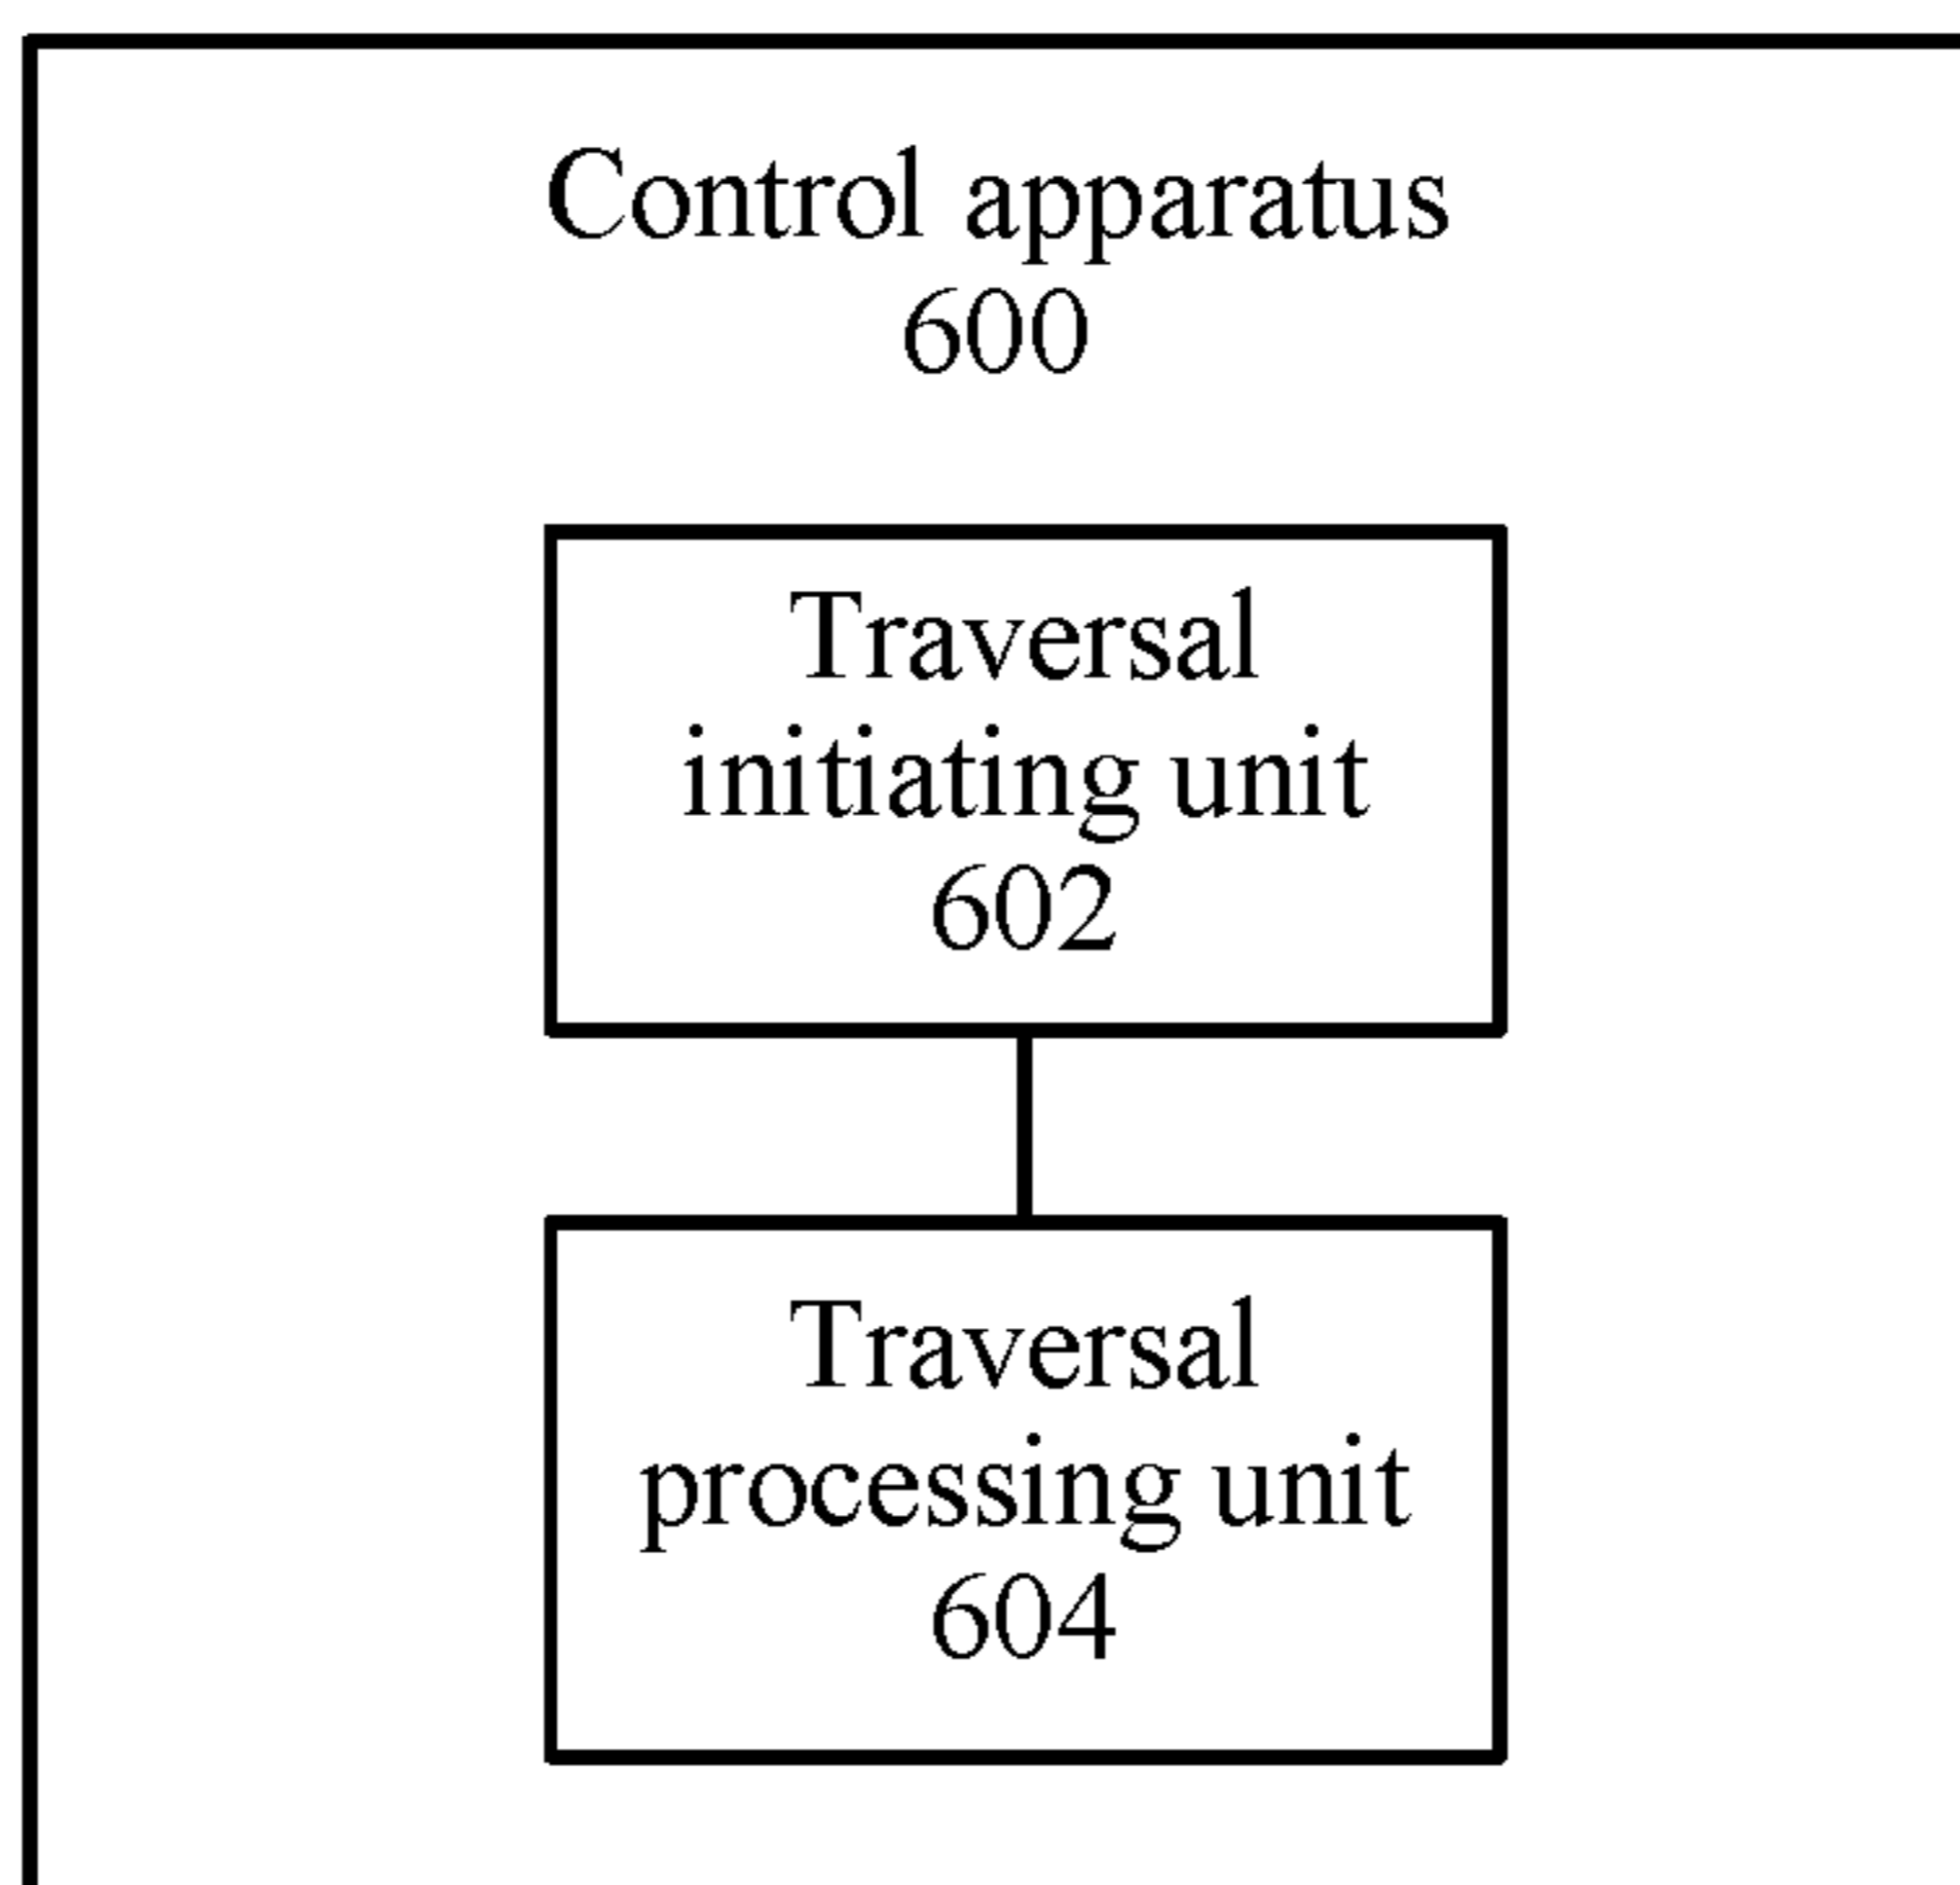 Control apparatus
600
Traversal
initiating unit
602
Traversal
processing unit
604